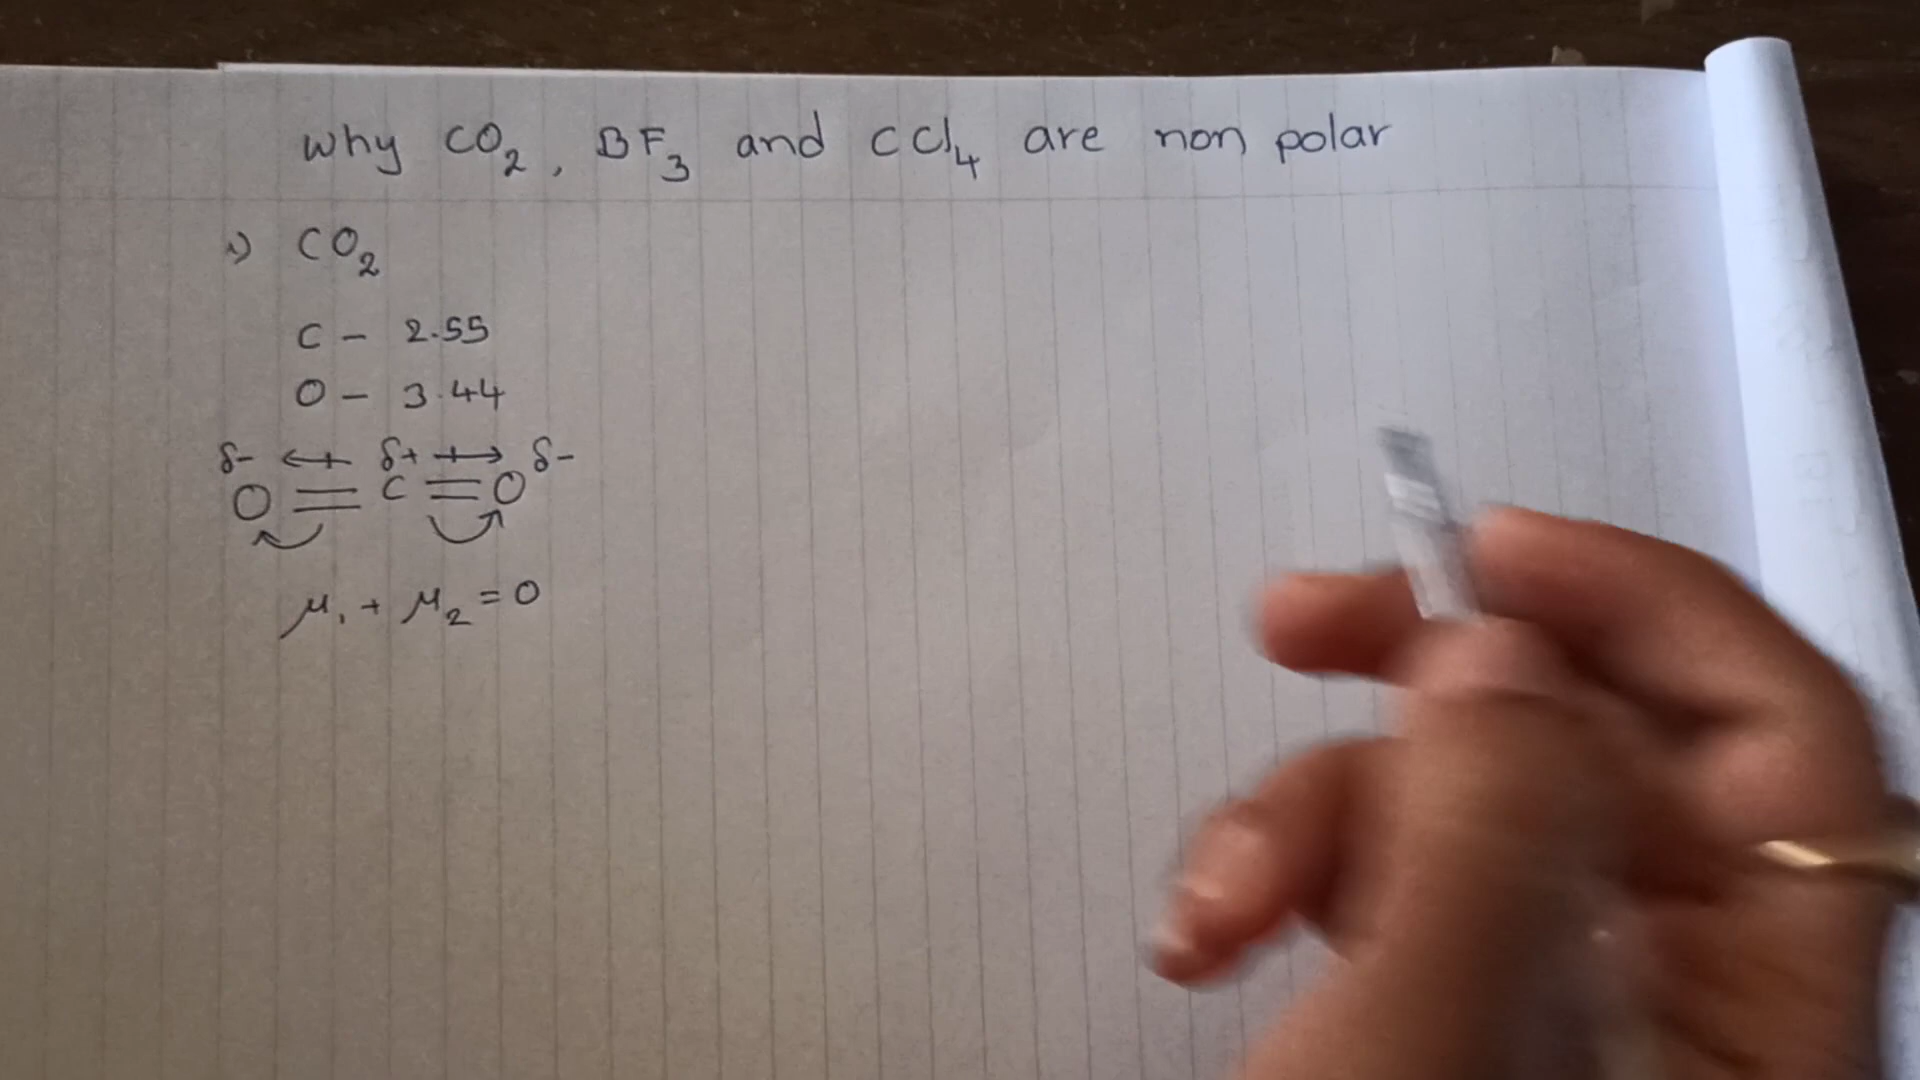 why CO₂, BF₃ and CCl₄ are non polar
1) CO₂
C - 2.55
O - 3.44
δ- ← δ+ → δ-
O = C = O
μ₁ + μ₂ = 0